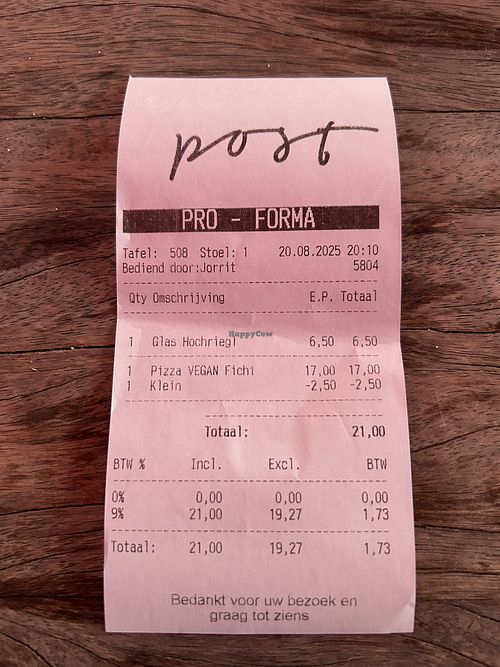 post
PRO - FORMA
Tafel: 508 Stoel: 1 20.08.2025 20:10
Bediend door:Jorrit 5804
Qty Omschrijving E.P. Totaal
HappyCow
1 Glas Hochriegl 6,50 6,50
1 Pizza VEGAN Fichi 17,00 17,00
1 Klein -2,50 -2,50
Totaal: 21,00
BTW % Incl. Excl. BTW
0% 0,00 0,00 0,00
9% 21,00 19,27 1,73
Totaal: 21,00 19,27 1,73
Bedankt voor uw bezoek en
graag tot ziens